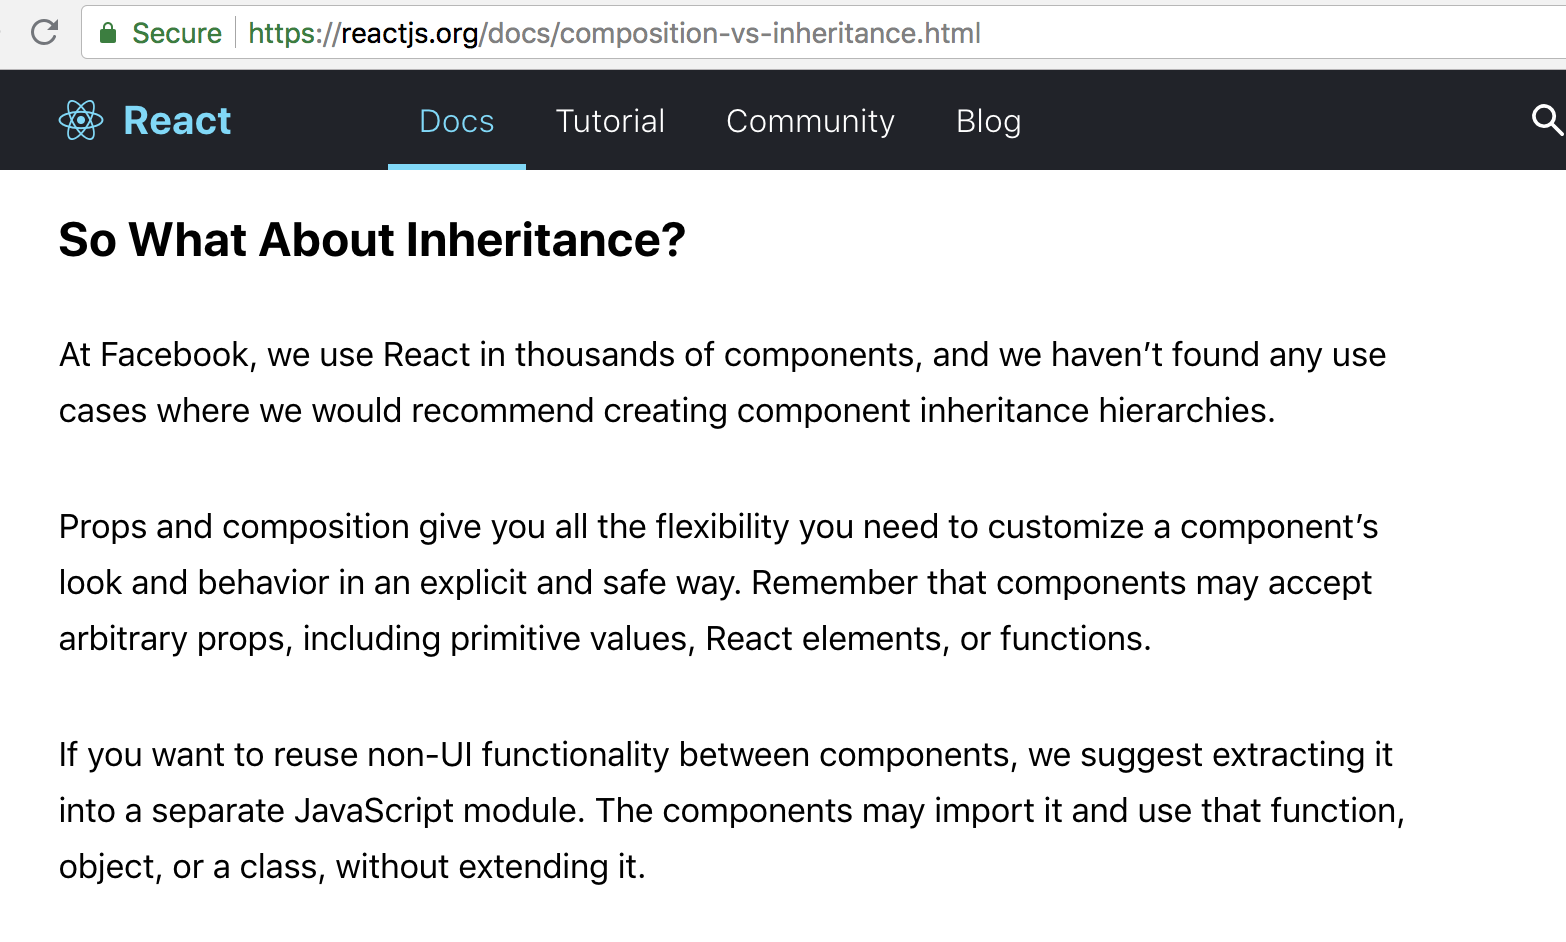 Secure https://reactjs.org/docs/composition-vs-inheritance.html
React Docs Tutorial Community Blog
So What About Inheritance?
At Facebook, we use React in thousands of components, and we haven’t found any use
cases where we would recommend creating component inheritance hierarchies.
Props and composition give you all the flexibility you need to customize a component’s
look and behavior in an explicit and safe way. Remember that components may accept
arbitrary props, including primitive values, React elements, or functions.
If you want to reuse non-UI functionality between components, we suggest extracting it
into a separate JavaScript module. The components may import it and use that function,
object, or a class, without extending it.